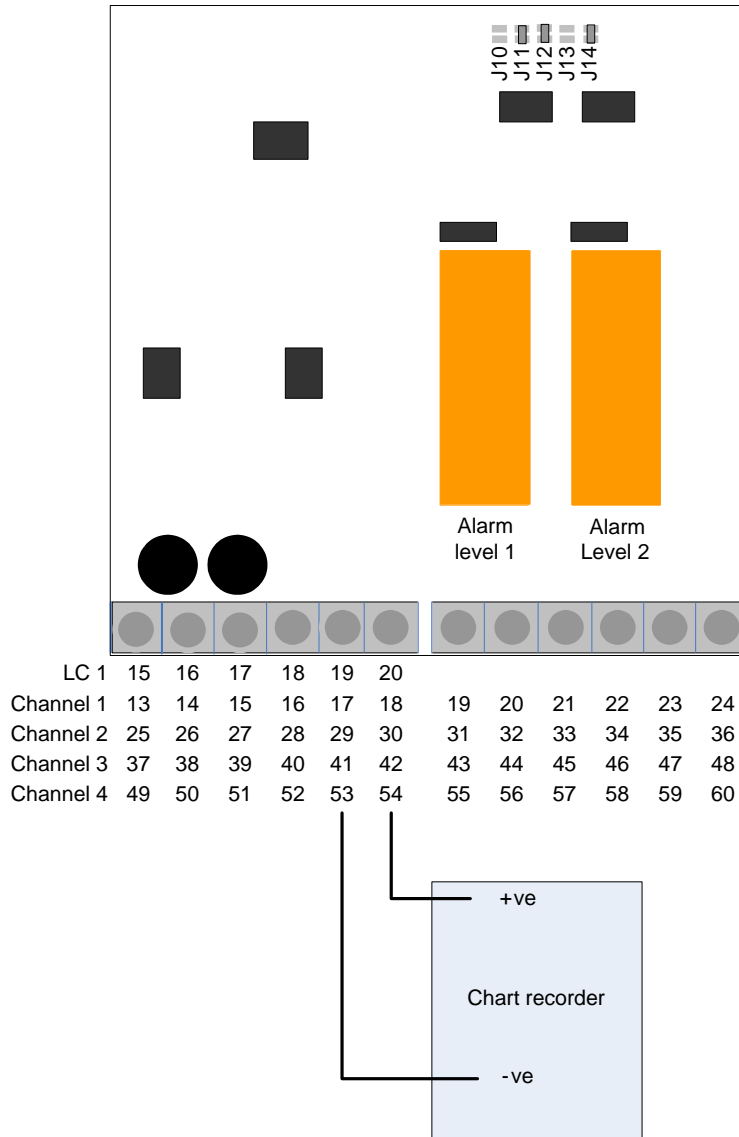 J10 J11 J12 J13 J14
Alarm
level 1
Alarm
Level 2
LC 1 15 16 17 18 19 20
Channel 1 13 14 15 16 17 18 19 20 21 22 23 24
Channel 2 25 26 27 28 29 30 31 32 33 34 35 36
Channel 3 37 38 39 40 41 42 43 44 45 46 47 48
Channel 4 49 50 51 52 53 54 55 56 57 58 59 60
+ve
Chart recorder
-ve